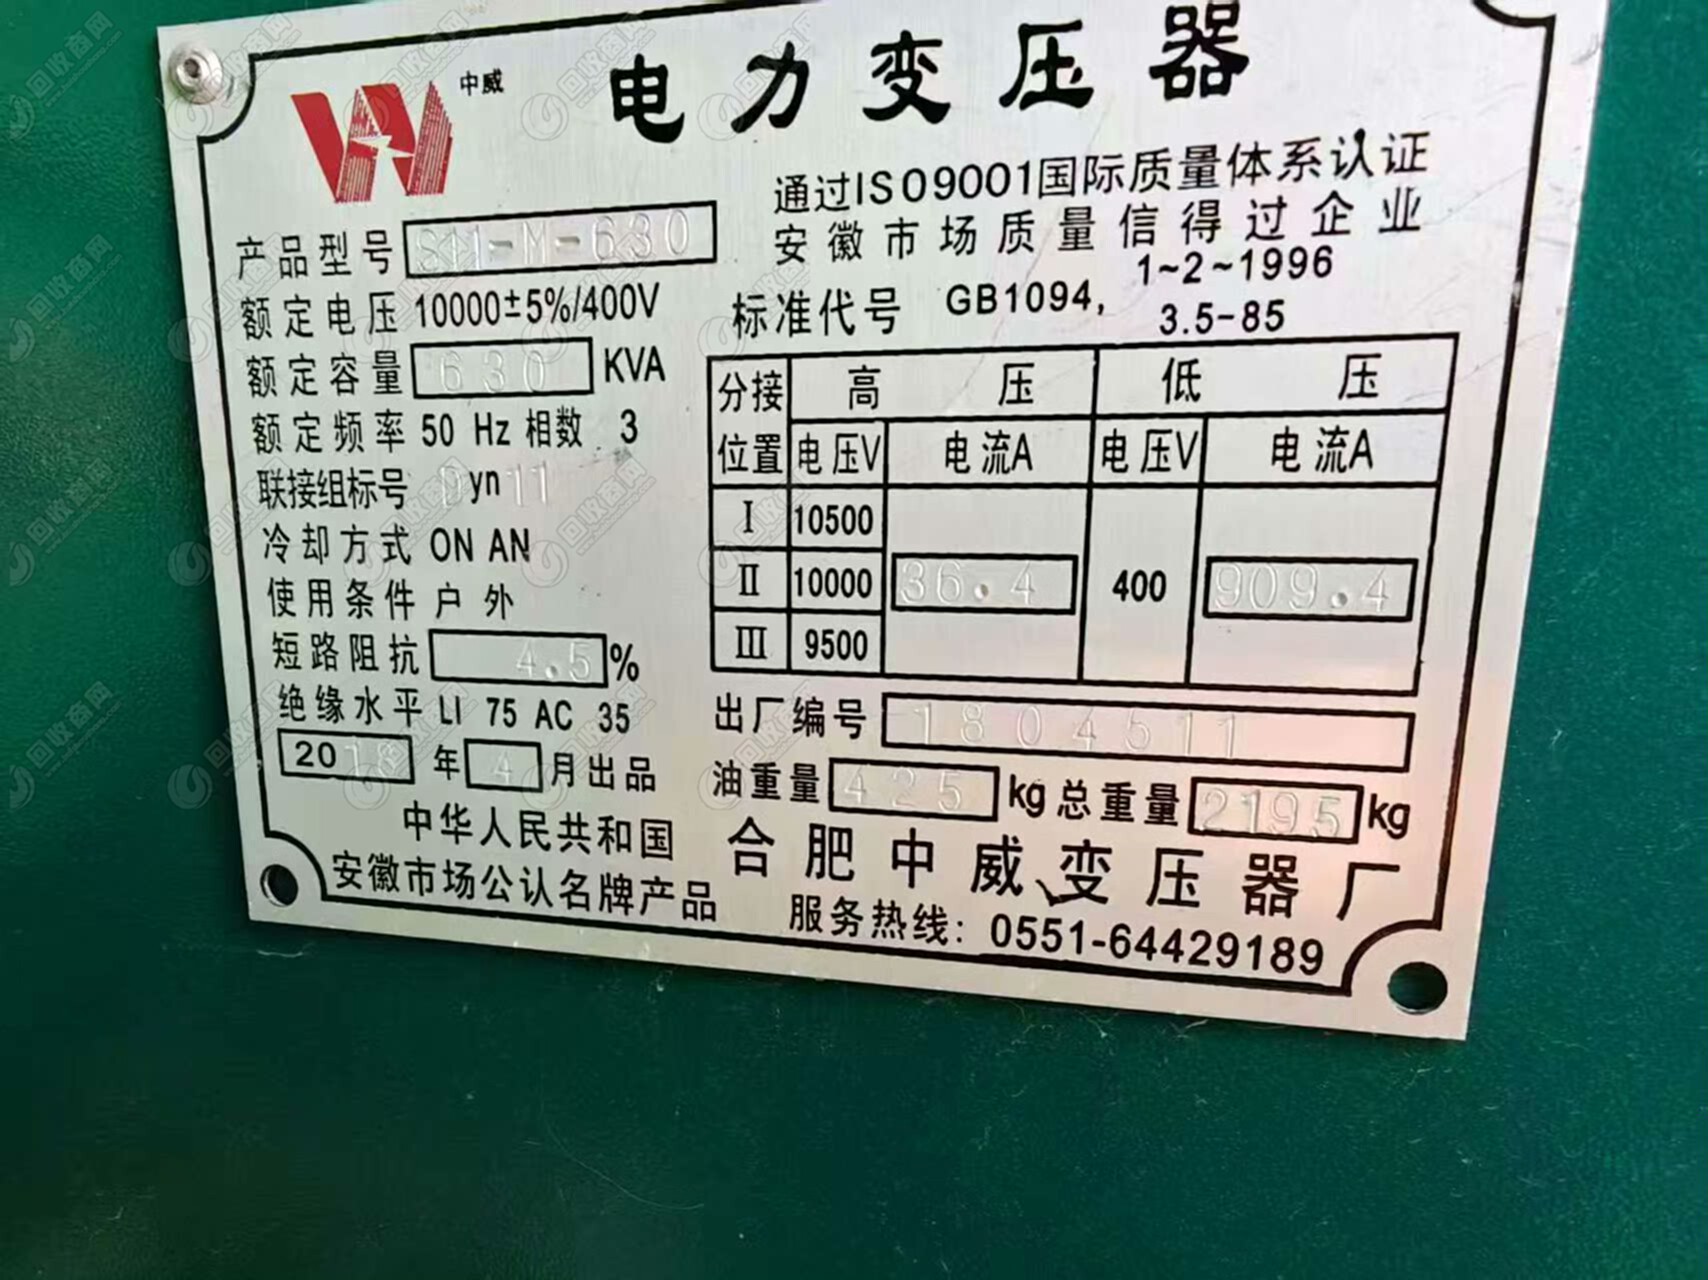 中威
电力变压器
通过ISO9001国际质量体系认证
安徽市场质量信得过企业
标准代号 GB1094, 1~2~1996
3.5-85
产品型号 S11-M-630
额定电压 10000±5%/400V
额定容量 630 KVA
额定频率 50 Hz 相数 3
联接组标号 Dyn11
冷却方式 ONAN
使用条件 户外
短路阻抗 4.5%
绝缘水平 LI 75 AC 35
2018 年 4 月出品
分接位置 高压 低压
电压V 电流A 电压V 电流A
I 10500
II 10000 36.4 400 909.4
III 9500
出厂编号 1804511
油重量 425 kg 总重量 2195 kg
中华人民共和国
安徽市场公认名牌产品
合肥中威变压器厂
服务热线: 0551-64429189
回收商网